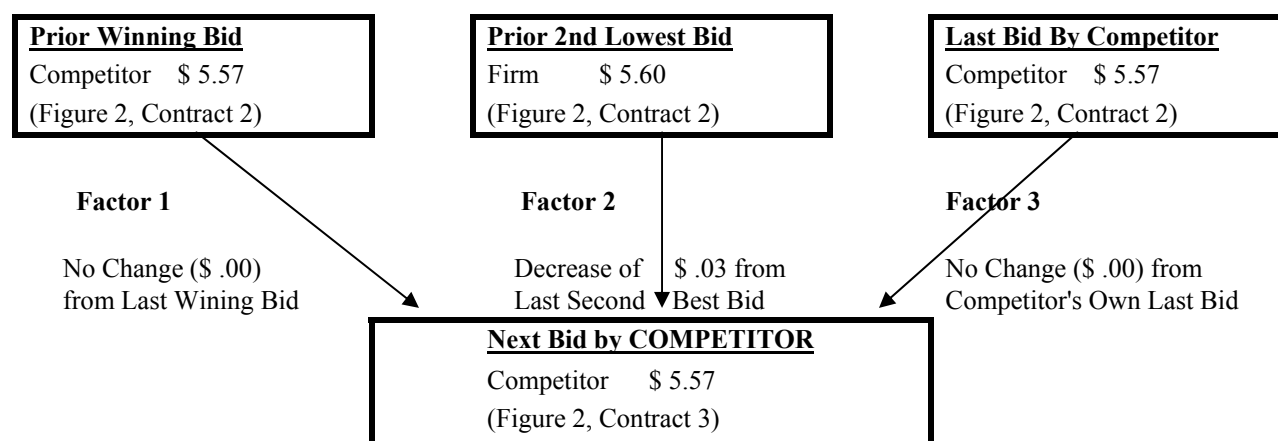 Prior Winning Bid
Competitor $ 5.57
(Figure 2, Contract 2)
Prior 2nd Lowest Bid
Firm $ 5.60
(Figure 2, Contract 2)
Last Bid By Competitor
Competitor $ 5.57
(Figure 2, Contract 2)
Factor 1
No Change ($ .00)
from Last Wining Bid
Factor 2
Decrease of $ .03 from
Last Second Best Bid
Factor 3
No Change ($ .00) from
Competitor's Own Last Bid
Next Bid by COMPETITOR
Competitor $ 5.57
(Figure 2, Contract 3)